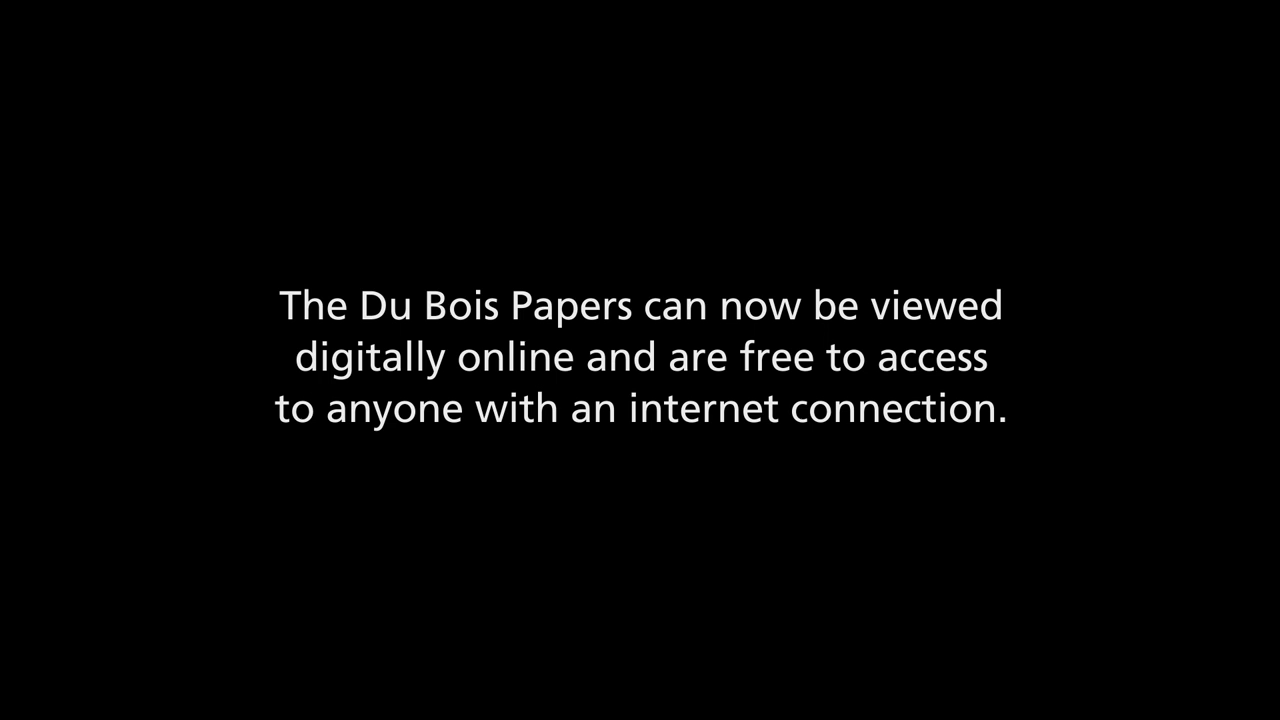 The Du Bois Papers can now be viewed
digitally online and are free to access
to anyone with an internet connection.